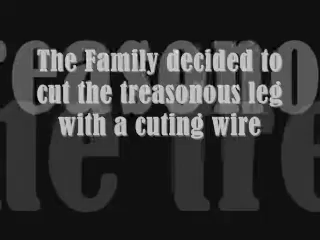 The Family decided to
cut the treasonous leg
with a cuting wire